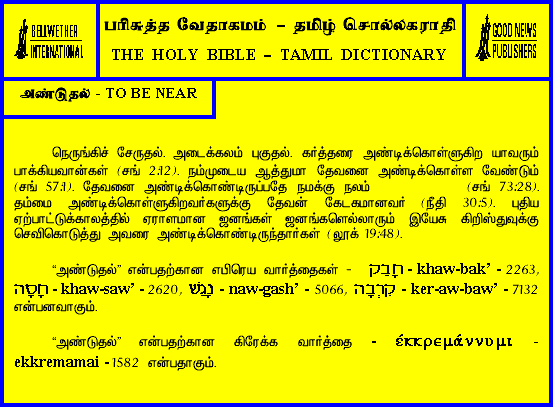 BELLWETHER
INTERNATIONAL
பரிசுத்த வேதாகமம் – தமிழ் சொல்லகராதி
THE HOLY BIBLE – TAMIL DICTIONARY
GOOD NEWS
PUBLISHERS
அண்டுதல் - TO BE NEAR
நெருங்கிச் சேருதல். அடைக்கலம் புகுதல். கர்த்தரை அண்டிக்கொள்ளுகிற யாவரும்
பாக்கியவான்கள் (சங் 2:12). நம்முடைய ஆத்துமா தேவனை அண்டிக்கொள்ள வேண்டும்
(சங் 57:1). தேவனை அண்டிக்கொண்டிருப்பதே நமக்கு நலம் (சங் 73:28).
தம்மை அண்டிக்கொள்ளுகிறவர்களுக்கு தேவன் கேடகமானவர் (நீதி 30:5). புதிய
ஏற்பாட்டுக்காலத்தில் ஏராளமான ஜனங்கள் ஜனங்களெல்லாரும் இயேசு கிறிஸ்துவுக்கு
செவிகொடுத்து அவரை அண்டிக்கொண்டிருந்தார்கள் (லூக் 19:48).
“அண்டுதல்” என்பதற்கான எபிரெய வார்த்தைகள் - חָבַק - khaw-bak’ - 2263,
חָסָה - khaw-saw’ - 2620, נָגַשׁ - naw-gash’ - 5066, קִרְבָה - ker-aw-baw’ - 7132
என்பனவாகும்.
“அண்டுதல்” என்பதற்கான கிரேக்க வார்த்தை - έκκρεμάννυμι -
ekkremamai - 1582 என்பதாகும்.